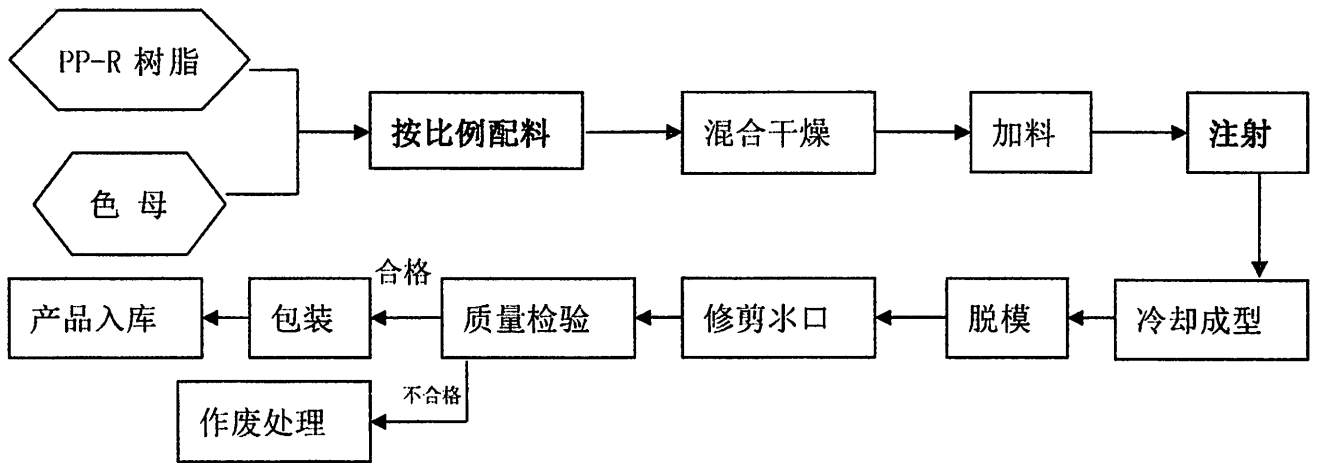 PP-R 树脂
按比例配料
混合干燥
加料
注射
色 母
合格
产品入库
包装
质量检验
修剪水口
脱模
冷却成型
不合格
作废处理